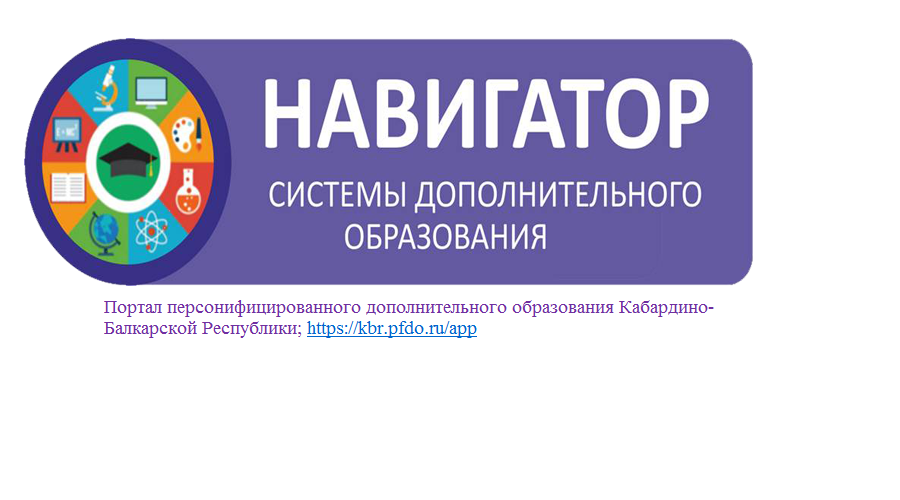 НАВИГАТОР
СИСТЕМЫ ДОПОЛНИТЕЛЬНОГО
ОБРАЗОВАНИЯ
Портал персонифицированного дополнительного образования Кабардино-
Балкарской Республики; https://kbr.pfdo.ru/app